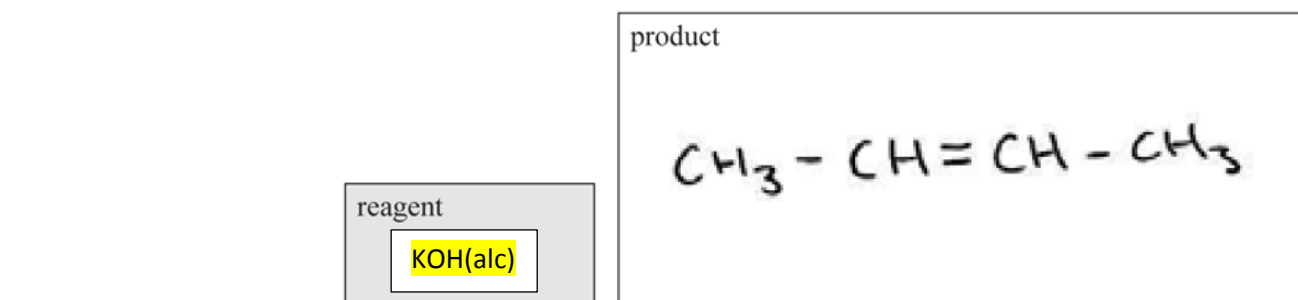 product
CH₃ - CH = CH - CH₃
reagent
KOH(alc)